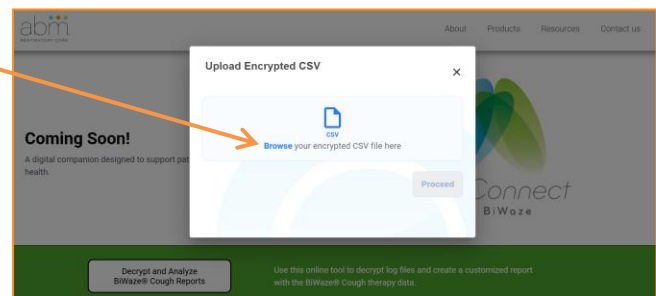 abm
RESPIRATORY CARE
About Products Resources Contact us
Upload Encrypted CSV
×
CSV
Browse your encrypted CSV file here
Proceed
Coming Soon!
A digital companion designed to support pat
health.
Connect
BiWaze
Decrypt and Analyze
BiWaze® Cough Reports
Use this online tool to decrypt log files and create a customized report
with the BiWaze® Cough therapy data.